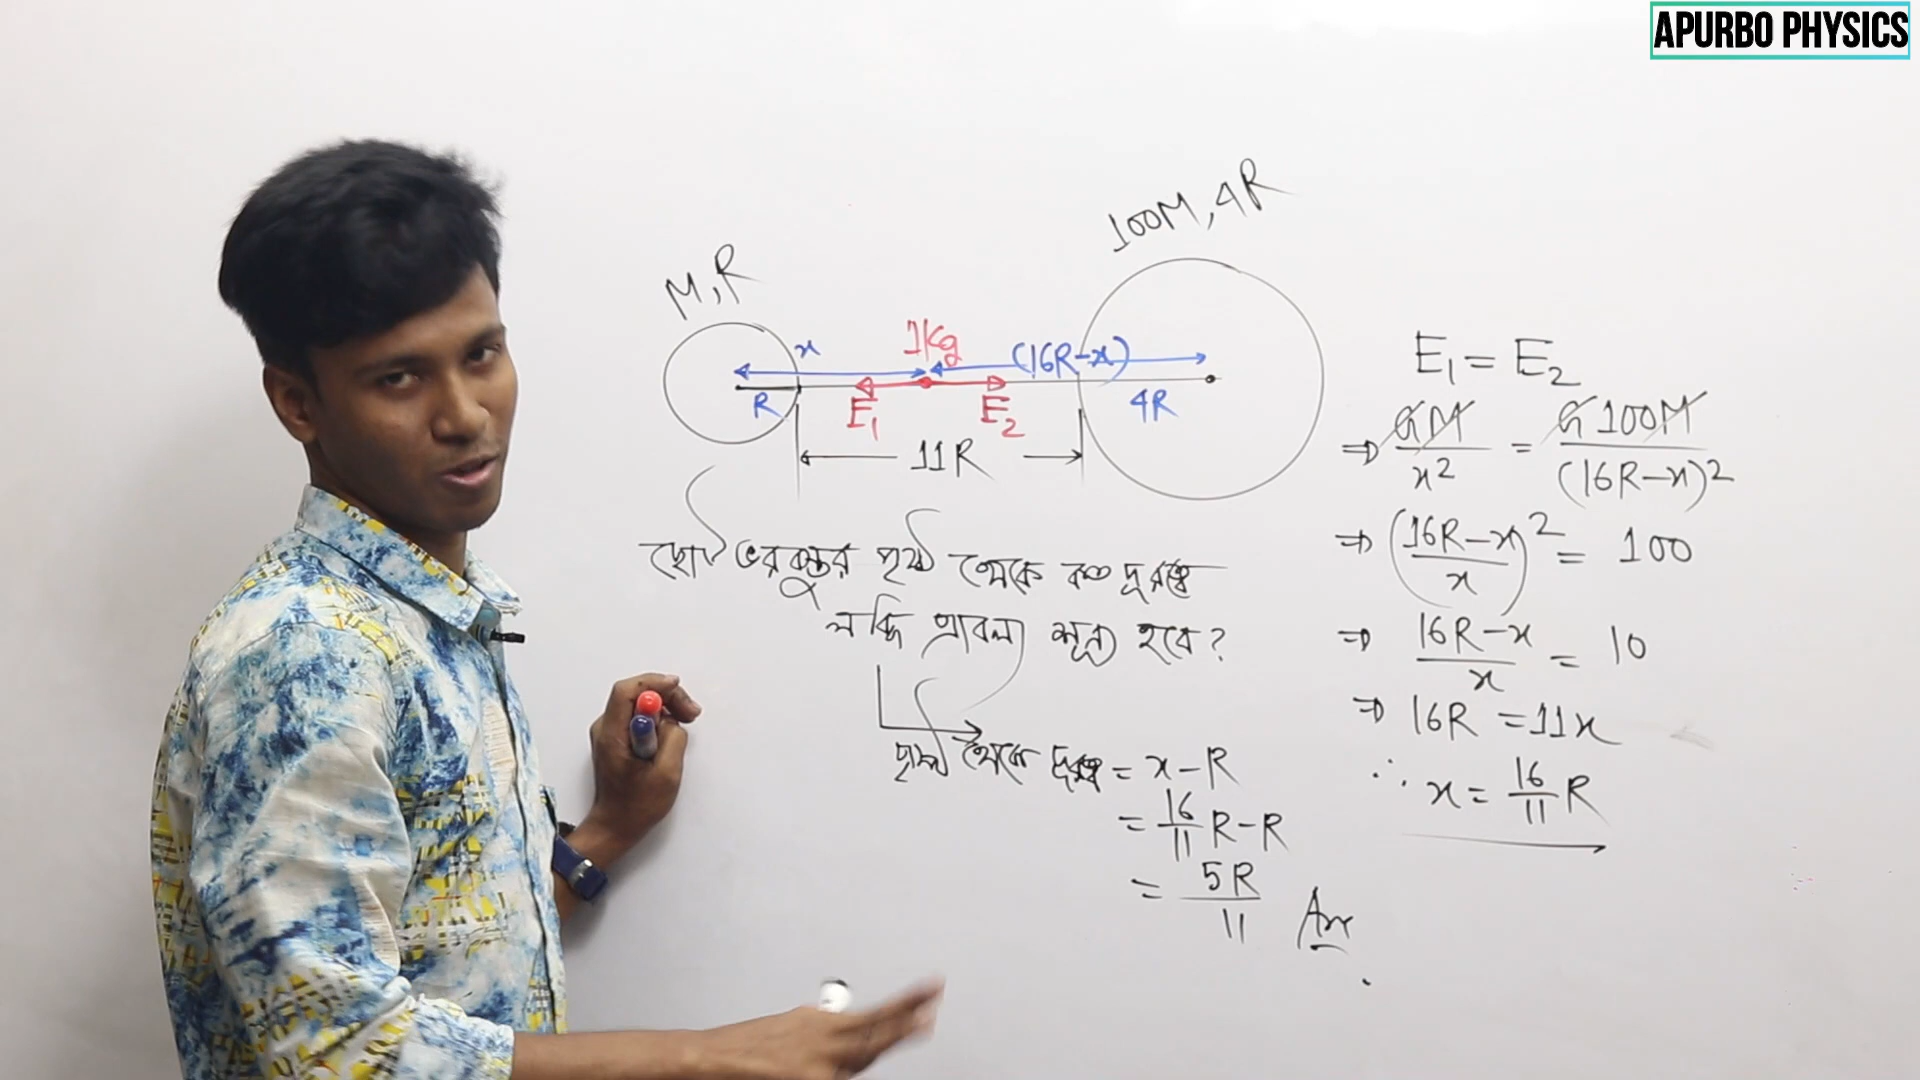 APURBO PHYSICS
100M, 4R
M, R
x
1Kg
(16R-x)
R
E₁
E₂
4R
11R
ছোট ভরবস্তুর পৃষ্ঠ থেকে কত দূরত্বে
লব্ধি প্রাবল্য শূন্য হবে?
পৃষ্ঠ থেকে দূরত্ব = x - R
= 16/11 R - R
= 5R/11 Ans
E₁ = E₂
⇒ GM/x² = G100M/(16R-x)²
⇒ ((16R-x)/x)² = 100
⇒ (16R-x)/x = 10
⇒ 16R = 11x
∴ x = 16/11 R